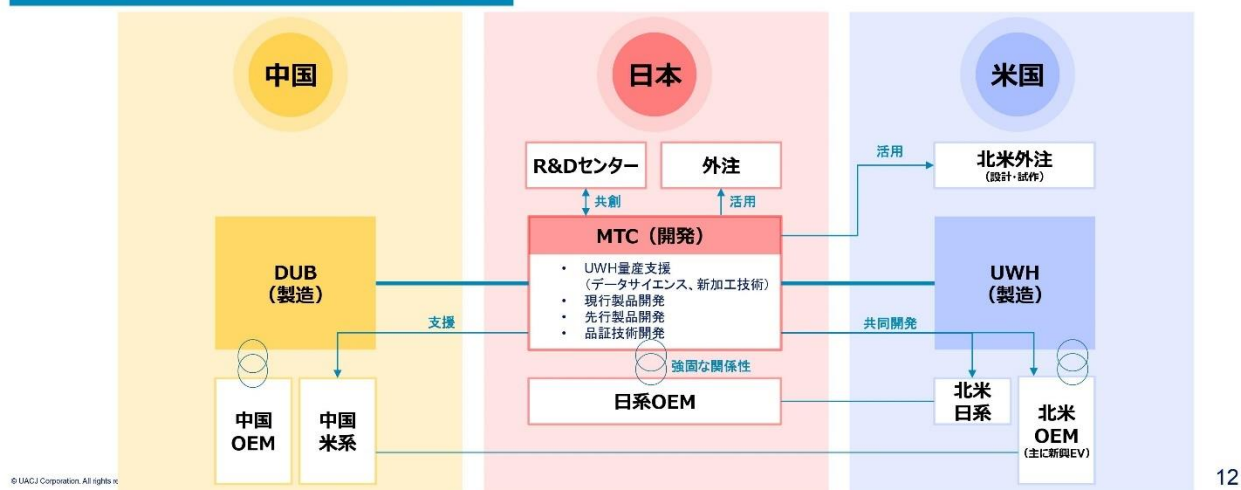 中国
日本
米国
R&Dセンター
外注
活用
北米外注
(設計・試作)
共創
活用
MTC（開発）
• UWH量産支援
（データサイエンス、新加工技術）
• 現行製品開発
• 先行製品開発
• 品証技術開発
DUB
（製造）
UWH
（製造）
支援
共同開発
強固な関係性
中国
OEM
中国
米系
日系OEM
北米
日系
北米
OEM
(主に新興EV)
© UACJ Corporation. All rights
12